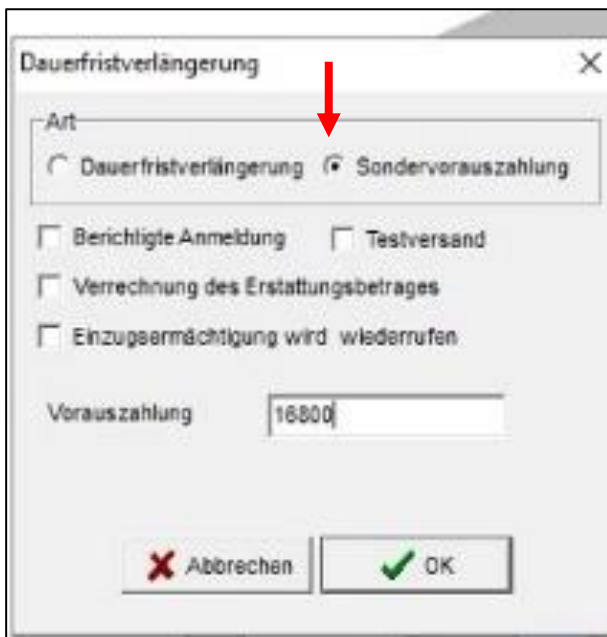 Dauerfristverlängerung
Art
Dauerfristverlängerung Sondervorauszahlung
Berichtigte Anmeldung Testversand
Verrechnung des Erstattungsbetrages
Einzugsermächtigung wird wiederrufen
Vorauszahlung 16800
Abbrechen OK